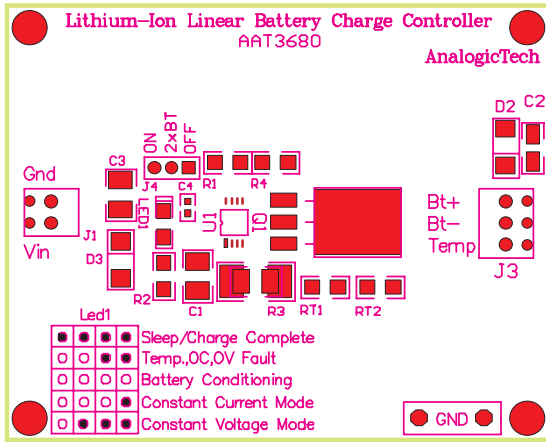 Lithium-Ion Linear Battery Charge Controller
AAT3680
AnalogicTech
ON
2xBT
OFF
D2
C2
C3
J4
C4
R1
R4
Gnd
LED1
U1
Q1
Bt+
Bt-
Temp
J1
Vin
D3
J3
R2
C1
R3
RT1
RT2
Led1
Sleep/Charge Complete
Temp.,OC,OV Fault
Battery Conditioning
Constant Current Mode
Constant Voltage Mode
GND